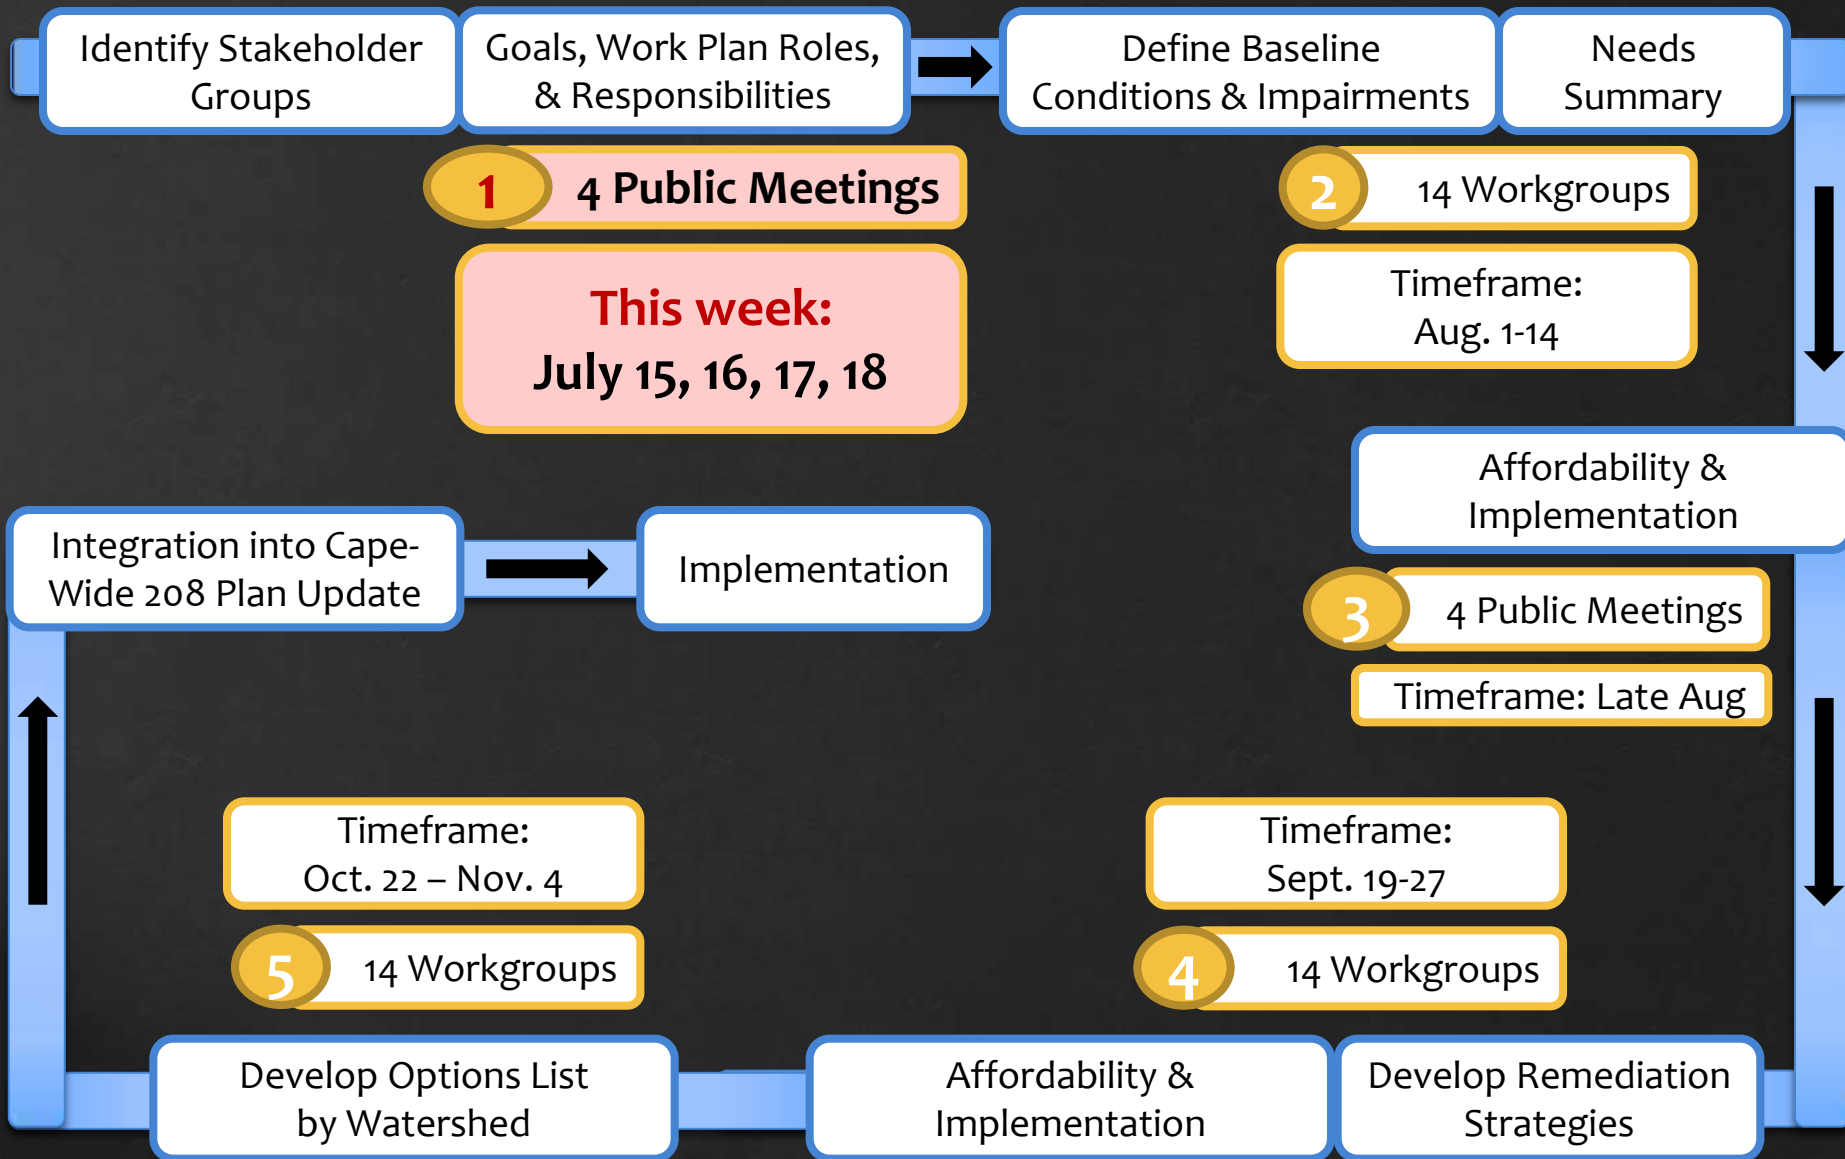 Identify Stakeholder
Groups
Goals, Work Plan Roles,
& Responsibilities
Define Baseline
Conditions & Impairments
Needs
Summary
1
4 Public Meetings
This week:
July 15, 16, 17, 18
2
14 Workgroups
Timeframe:
Aug. 1-14
Affordability &
Implementation
3
4 Public Meetings
Timeframe: Late Aug
Integration into Cape-
Wide 208 Plan Update
Implementation
Timeframe:
Oct. 22 – Nov. 4
5
14 Workgroups
Timeframe:
Sept. 19-27
4
14 Workgroups
Develop Options List
by Watershed
Affordability &
Implementation
Develop Remediation
Strategies